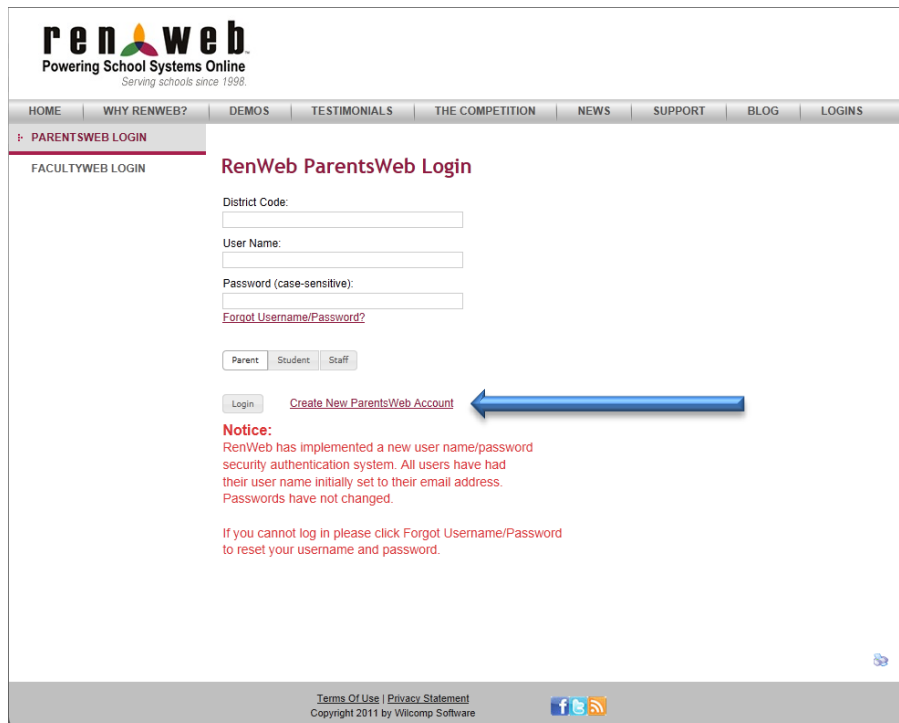 ren web
Powering School Systems Online
Serving schools since 1998.
HOME WHY RENWEB? DEMOS TESTIMONIALS THE COMPETITION NEWS SUPPORT BLOG LOGINS
PARENTSWEB LOGIN
FACULTYWEB LOGIN
RenWeb ParentsWeb Login
District Code:
User Name:
Password (case-sensitive):
Forgot Username/Password?
Parent Student Staff
Login Create New ParentsWeb Account
Notice:
RenWeb has implemented a new user name/password
security authentication system. All users have had
their user name initially set to their email address.
Passwords have not changed.
If you cannot log in please click Forgot Username/Password
to reset your username and password.
Terms Of Use | Privacy Statement
Copyright 2011 by Wilcomp Software